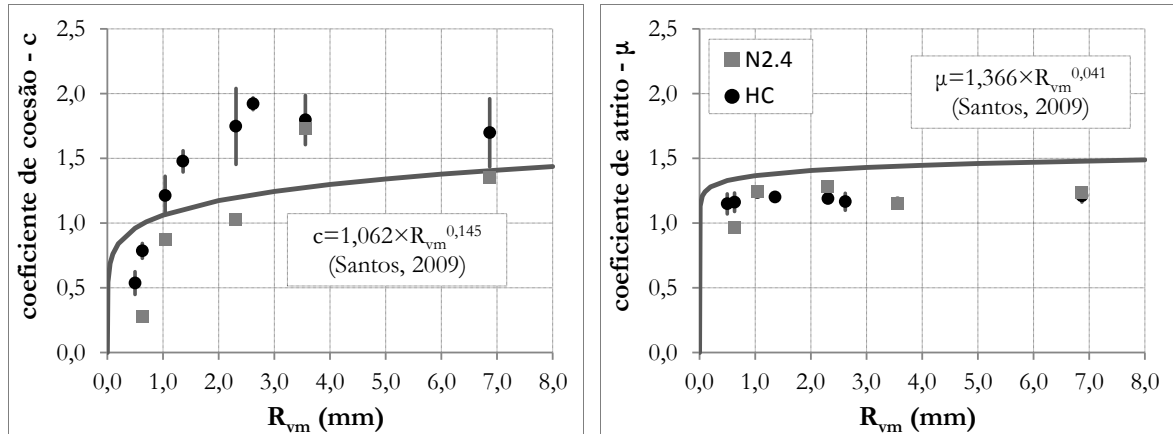 coeficiente de coesão - c
2,5
2,0
1,5
1,0
0,5
0,0
c=1,062×Rvm^0,145
(Santos, 2009)
0,0 1,0 2,0 3,0 4,0 5,0 6,0 7,0 8,0
Rvm (mm)
coeficiente de atrito - μ
2,5
2,0
1,5
1,0
0,5
0,0
N2.4
HC
μ=1,366×Rvm^0,041
(Santos, 2009)
0,0 1,0 2,0 3,0 4,0 5,0 6,0 7,0 8,0
Rvm (mm)